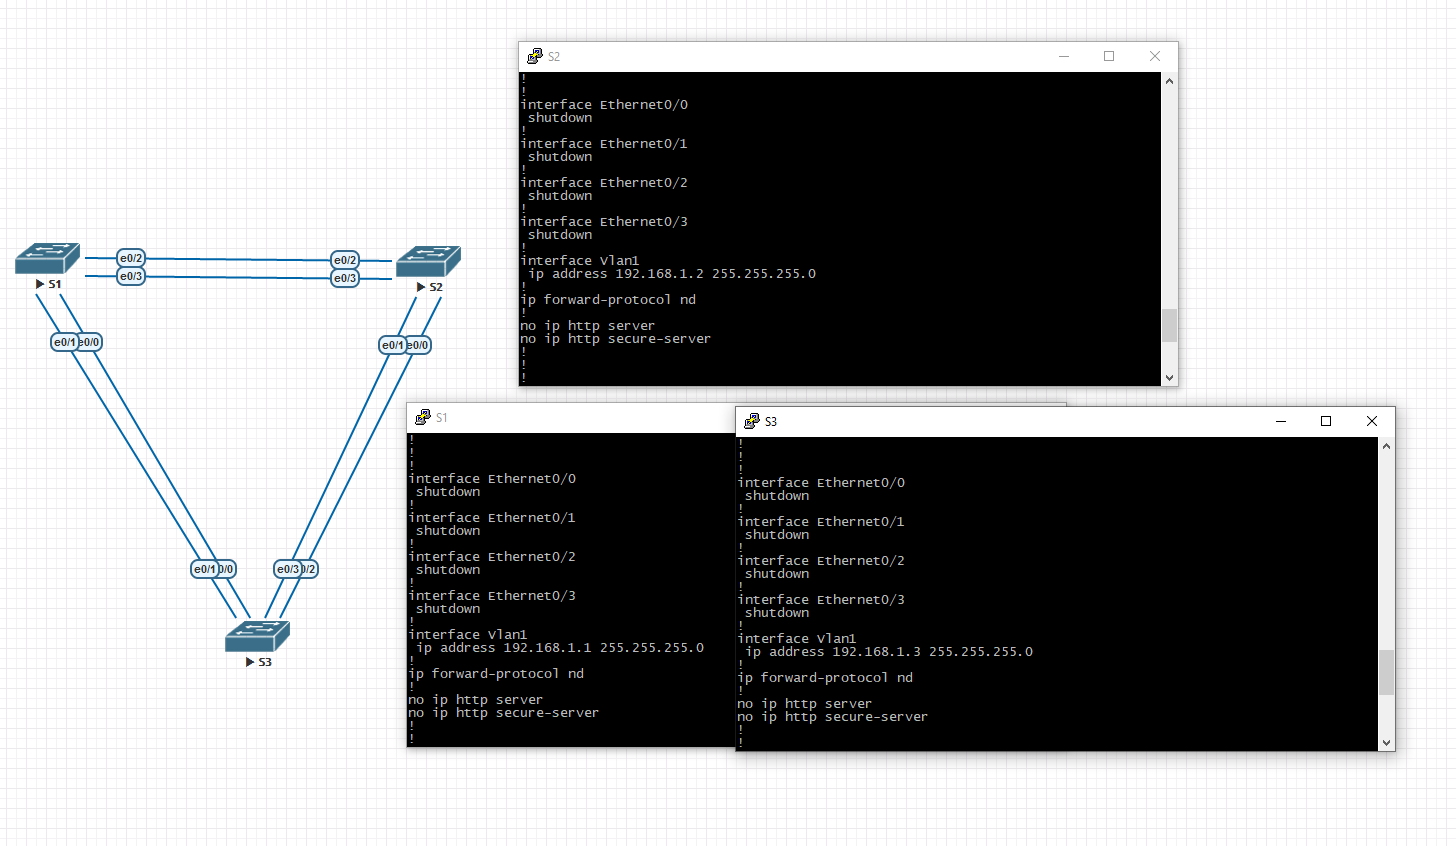 S2
!
!
interface Ethernet0/0
 shutdown
!
interface Ethernet0/1
 shutdown
!
interface Ethernet0/2
 shutdown
!
interface Ethernet0/3
 shutdown
!
interface Vlan1
 ip address 192.168.1.2 255.255.255.0
!
ip forward-protocol nd
!
no ip http server
no ip http secure-server
!
!
!
e0/2
e0/2
e0/3
e0/3
S1
S2
e0/1
e0/0
e0/1
e0/0
e0/1
0/0
e0/3
0/2
S3
S1
!
!
!
interface Ethernet0/0
 shutdown
!
interface Ethernet0/1
 shutdown
!
interface Ethernet0/2
 shutdown
!
interface Ethernet0/3
 shutdown
!
interface Vlan1
 ip address 192.168.1.1 255.255.255.0
!
ip forward-protocol nd
!
no ip http server
no ip http secure-server
!
!
S3
!
!
!
interface Ethernet0/0
 shutdown
!
interface Ethernet0/1
 shutdown
!
interface Ethernet0/2
 shutdown
!
interface Ethernet0/3
 shutdown
!
interface Vlan1
 ip address 192.168.1.3 255.255.255.0
!
ip forward-protocol nd
!
no ip http server
no ip http secure-server
!
!